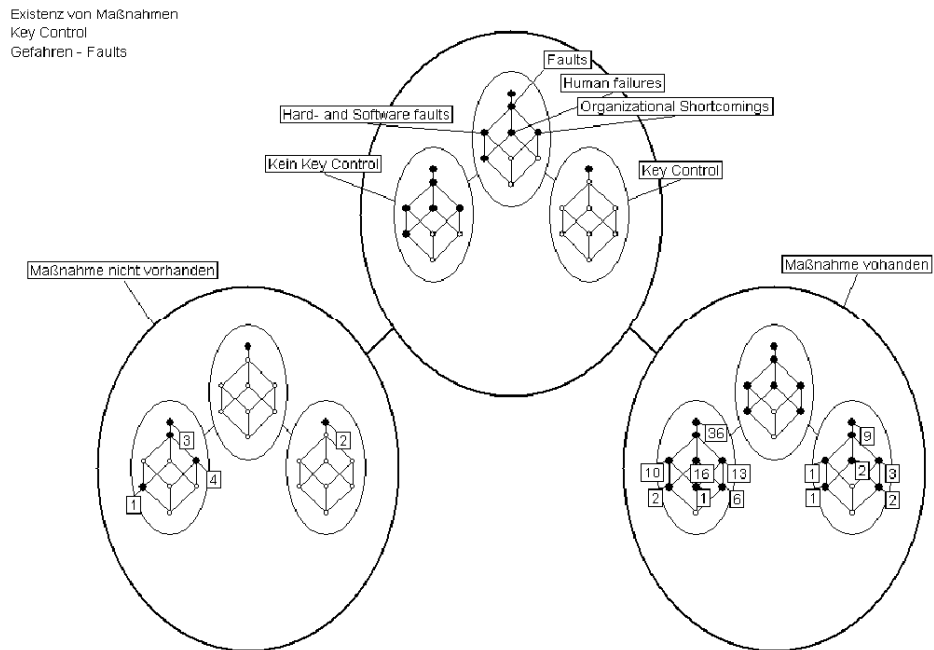 Existenz von Maßnahmen
Key Control
Gefahren - Faults
Faults
Human failures
Hard- and Software faults
Organizational Shortcomings
Kein Key Control
Key Control
Maßnahme nicht vorhanden
Maßnahme vohanden
3
4
1
2
36
10
16
13
2
1
6
9
1
2
3
1
2